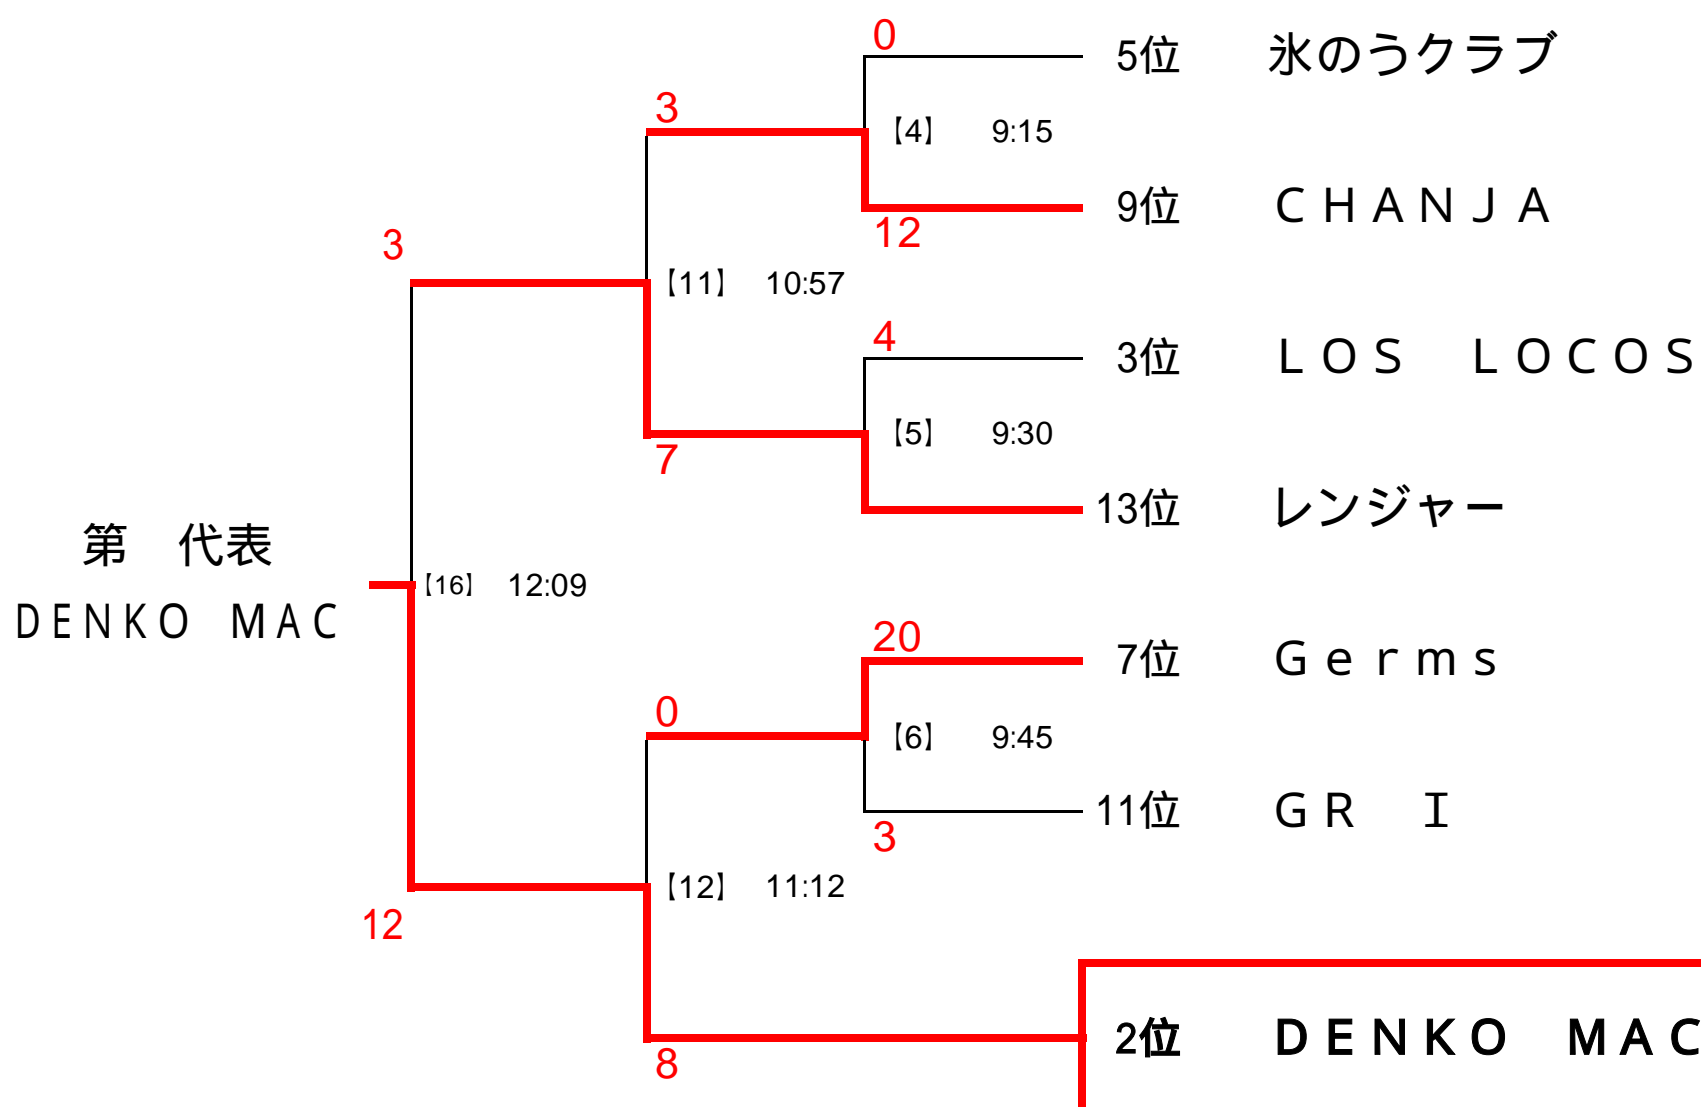 0
5位 氷のうクラブ
3
【4】 9:15
9位 ＣＨＡＮＪＡ
12
3
【11】 10:57
4
3位 ＬＯＳ ＬＯＣＯＳ
【5】 9:30
7
13位 レンジャー
第 代表
【16】 12:09
ＤＥＮＫＯ ＭＡＣ
20
7位 Ｇｅｒｍｓ
0
【6】 9:45
11位 ＧＲ Ｉ
3
【12】 11:12
12
2位 ＤＥＮＫＯ ＭＡＣ
8